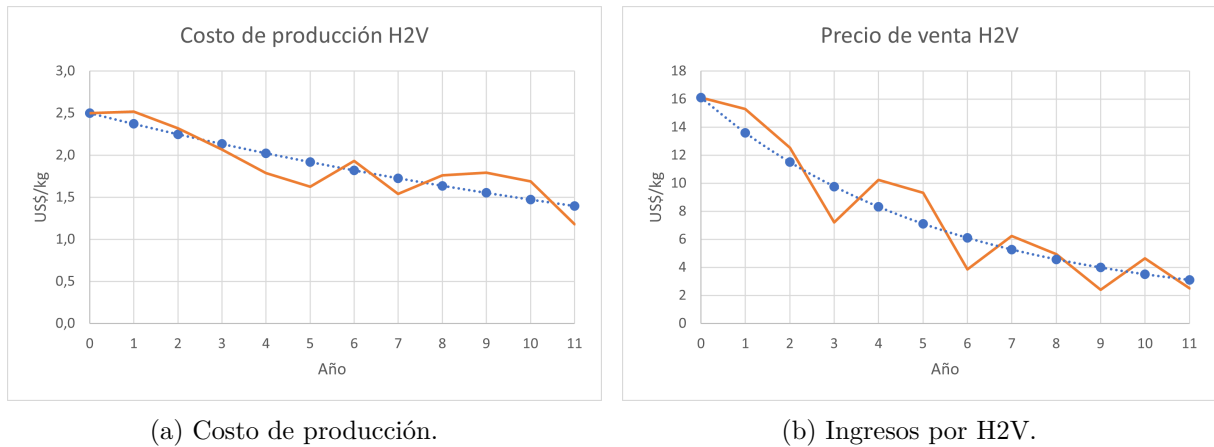 Costo de producción H2V
3,0
2,5
2,0
1,5
1,0
0,5
0,0
US$/kg
0 1 2 3 4 5 6 7 8 9 10 11
Año
(a) Costo de producción.
Precio de venta H2V
18
16
14
12
10
8
6
4
2
0
US$/kg
0 1 2 3 4 5 6 7 8 9 10 11
Año
(b) Ingresos por H2V.